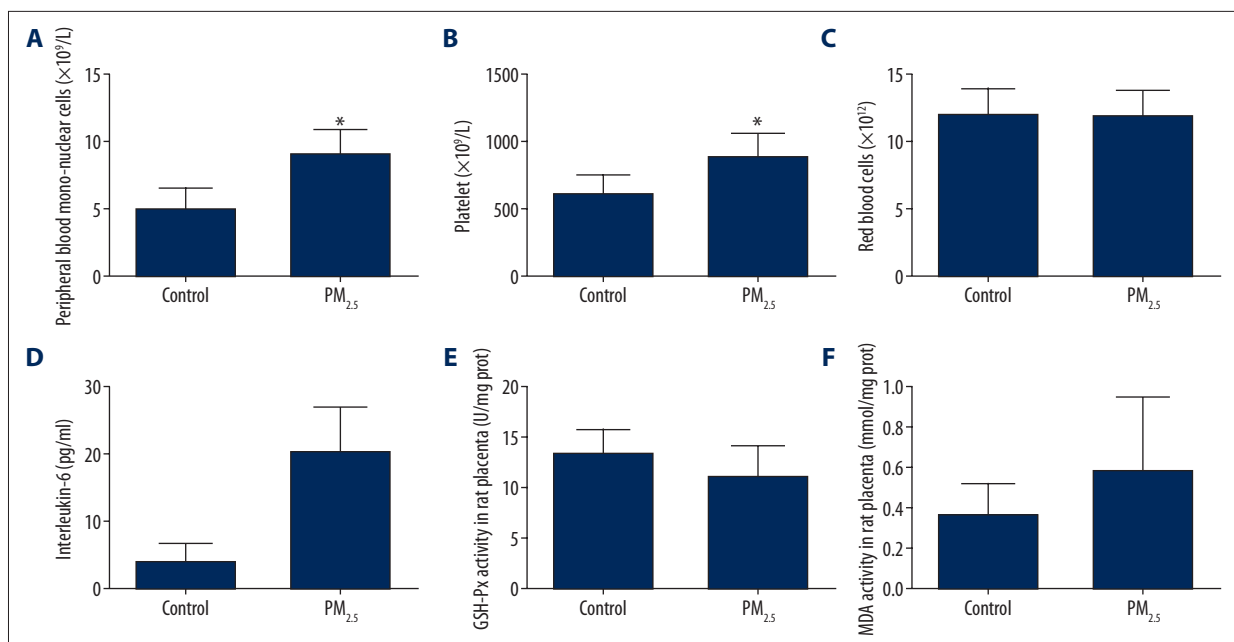 A
Peripheral blood mono-nuclear cells (×10⁹/L)
15
10
5
0
*
Control
PM₂.₅
B
Platelet (×10⁹/L)
1500
1000
500
0
*
Control
PM₂.₅
C
Red blood cells (×10¹²)
15
10
5
0
Control
PM₂.₅
D
Interleukin-6 (pg/ml)
30
20
10
0
Control
PM₂.₅
E
GSH-Px activity in rat placenta (U/mg prot)
20
15
10
5
0
Control
PM₂.₅
F
MDA activity in rat placenta (mmol/mg prot)
1.0
0.8
0.6
0.4
0.2
0.0
Control
PM₂.₅